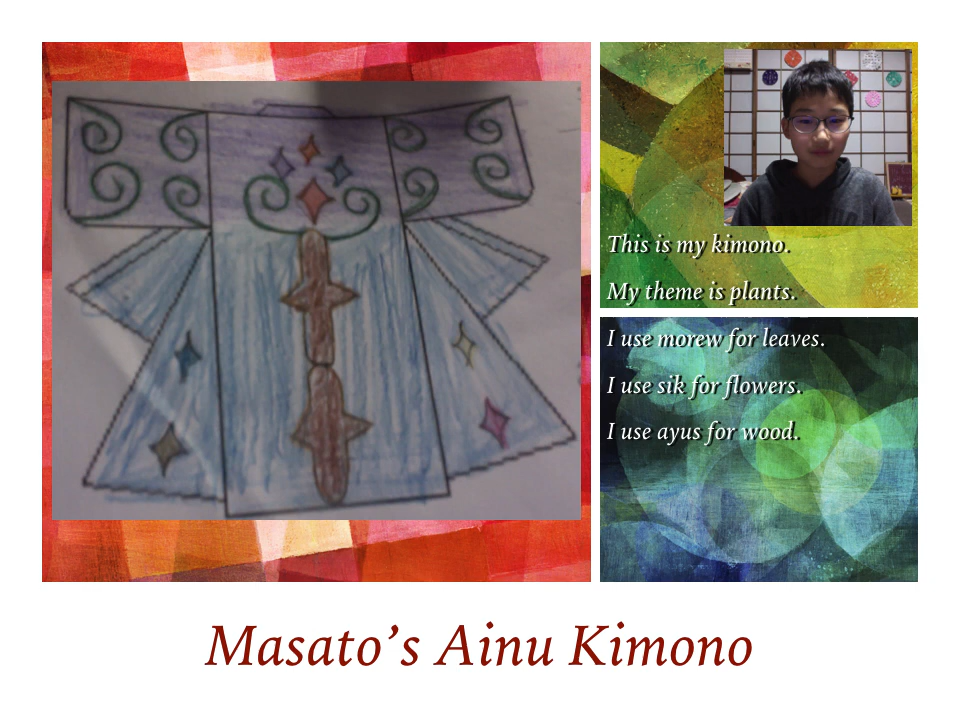 This is my kimono.
My theme is plants.
I use morew for leaves.
I use sik for flowers.
I use ayus for wood.
Masato’s Ainu Kimono